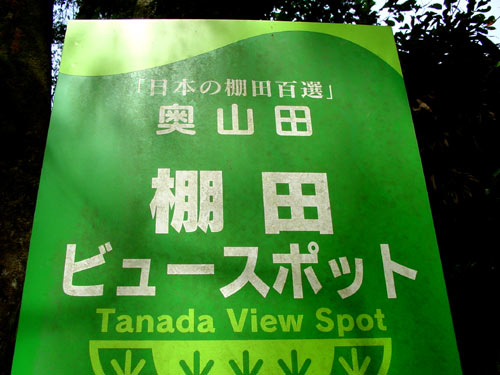 「日本の棚田百選」
奥山田
棚田
ビュースポット
Tanada View Spot